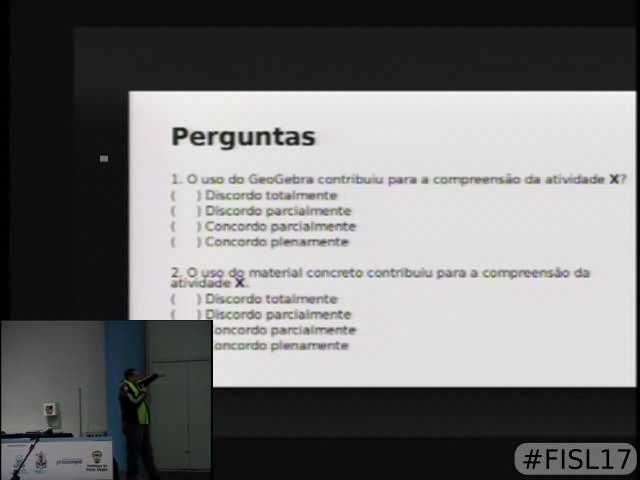 Perguntas
1. O uso do GeoGebra contribuiu para a compreensão da atividade X?
( ) Discordo totalmente
( ) Discordo parcialmente
( ) Concordo parcialmente
( ) Concordo plenamente
2. O uso do material concreto contribuiu para a compreensão da
atividade X.
( ) Discordo totalmente
( ) Discordo parcialmente
oncordo parcialmente
oncordo plenamente
#FISL17